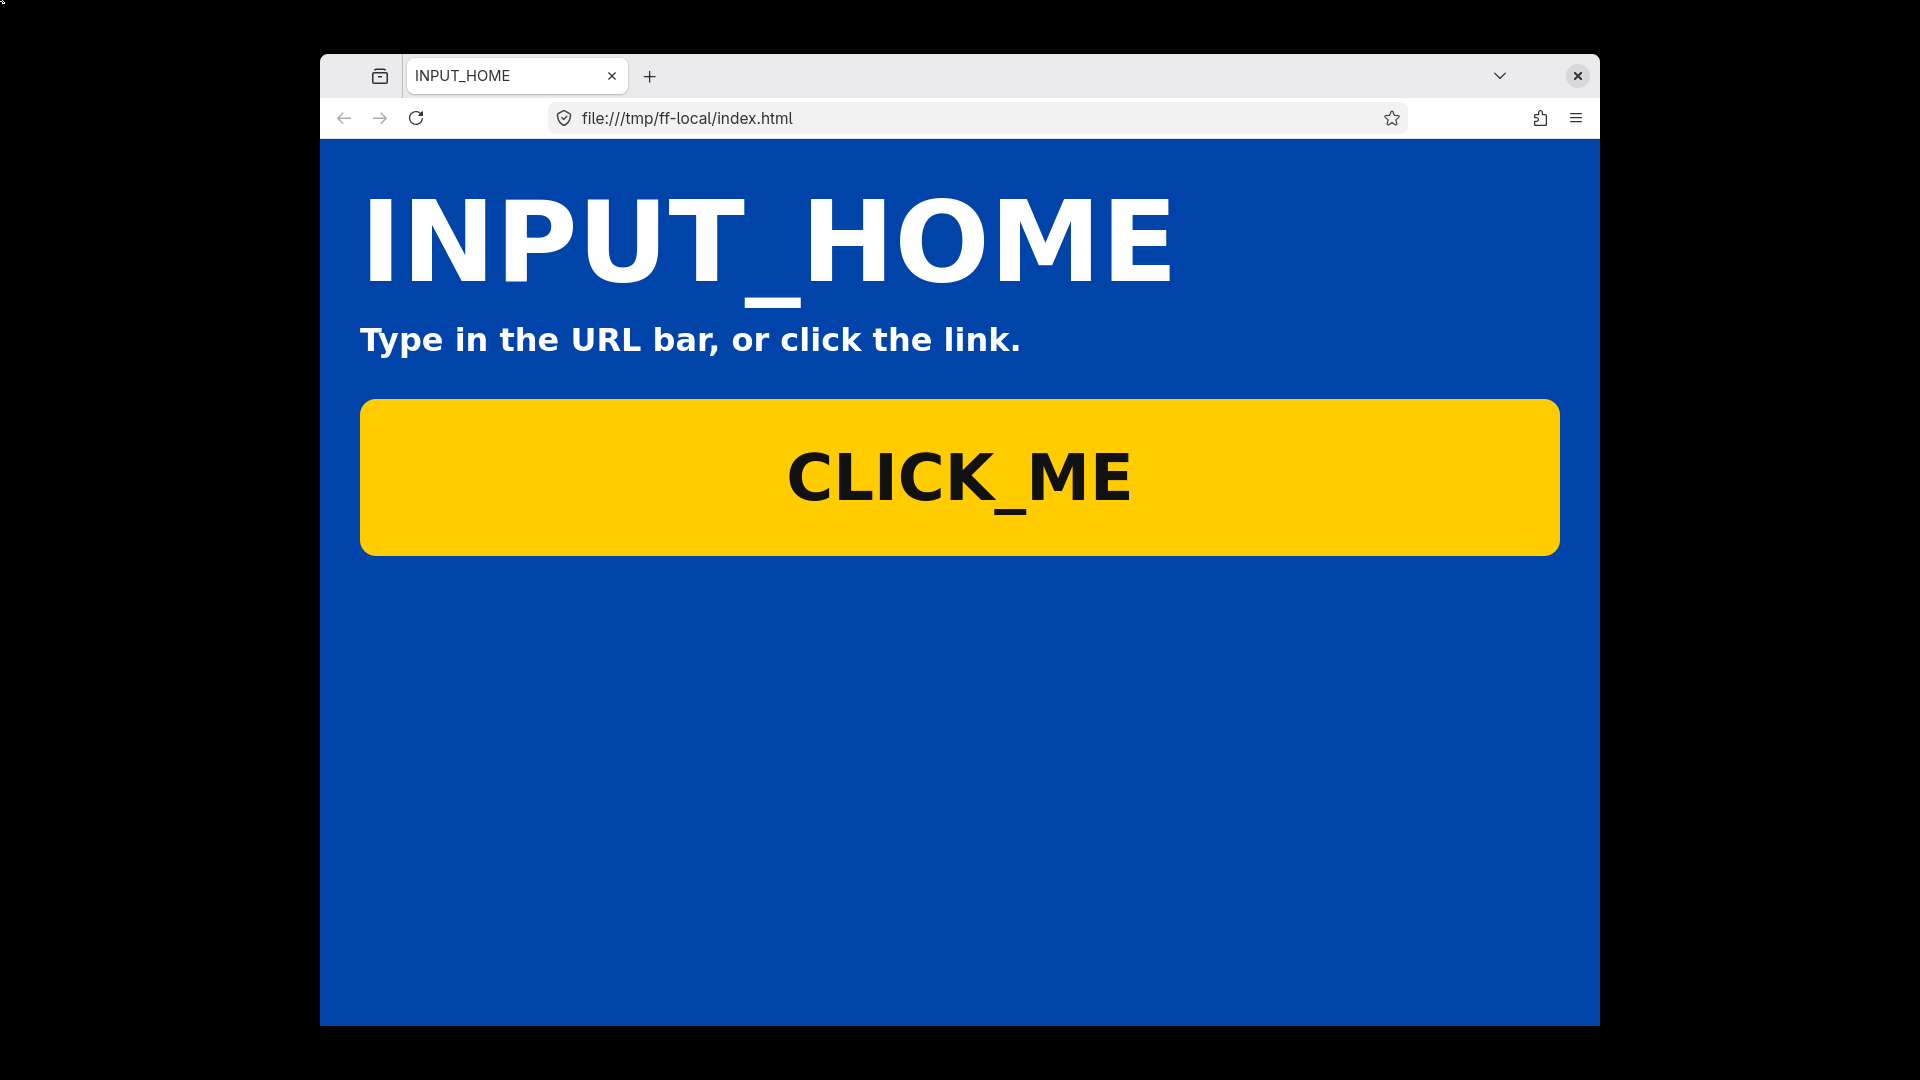 INPUT_HOME
file:///tmp/ff-local/index.html
INPUT_HOME
Type in the URL bar, or click the link.
CLICK_ME